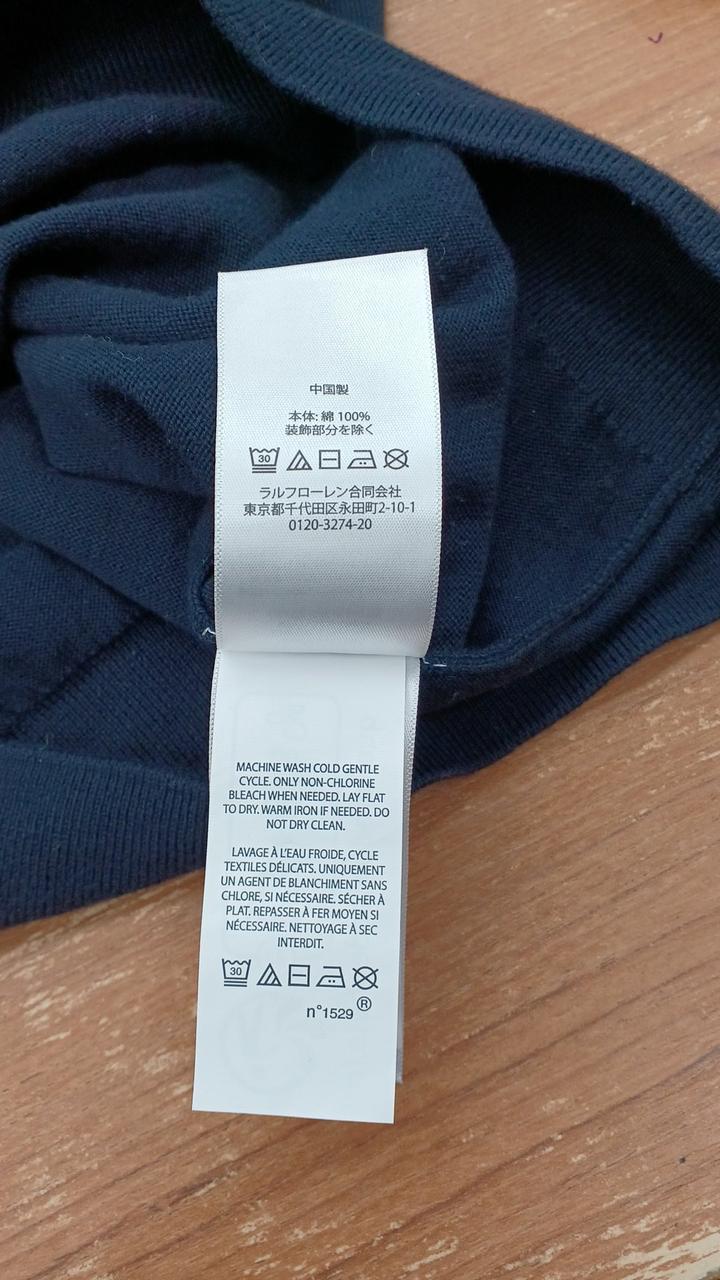 中国製
本体: 綿 100%
装飾部分を除く
30
ラルフローレン合同会社
東京都千代田区永田町2-10-1
0120-3274-20
MACHINE WASH COLD GENTLE
CYCLE. ONLY NON-CHLORINE
BLEACH WHEN NEEDED. LAY FLAT
TO DRY. WARM IRON IF NEEDED. DO
NOT DRY CLEAN.
LAVAGE À L'EAU FROIDE, CYCLE
TEXTILES DÉLICATS. UNIQUEMENT
UN AGENT DE BLANCHIMENT SANS
CHLORE, SI NÉCESSAIRE. SÉCHER À
PLAT. REPASSER À FER MOYEN SI
NÉCESSAIRE. NETTOYAGE À SEC
INTERDIT.
30
n°1529 ®